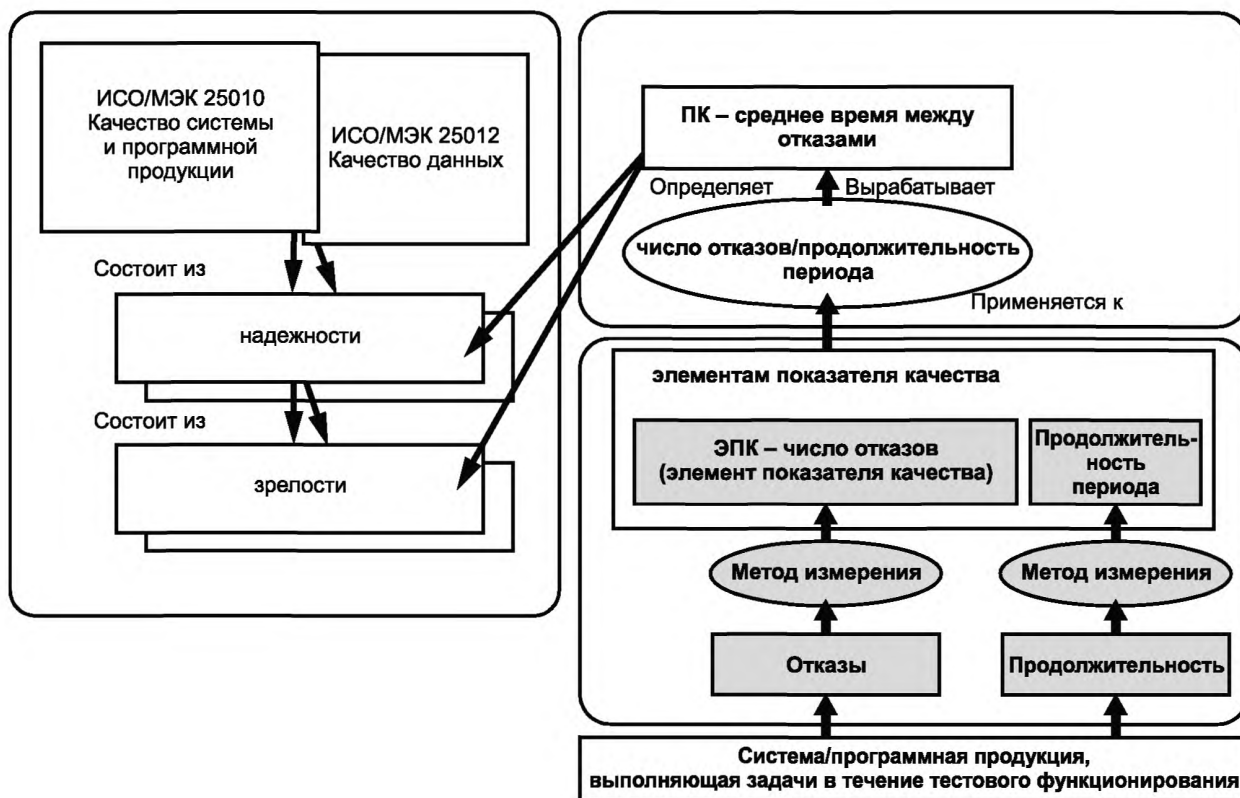 ИСО/МЭК 25010
Качество системы
и программной
продукции
ИСО/МЭК 25012
Качество данных
Состоит из
надежности
Состоит из
зрелости
ПК – среднее время между
отказами
Определяет
Вырабатывает
число отказов/продолжительность
периода
Применяется к
элементам показателя качества
ЭПК – число отказов
(элемент показателя качества)
Продолжитель-
ность
периода
Метод измерения
Метод измерения
Отказы
Продолжительность
Система/программная продукция,
выполняющая задачи в течение тестового функционирования